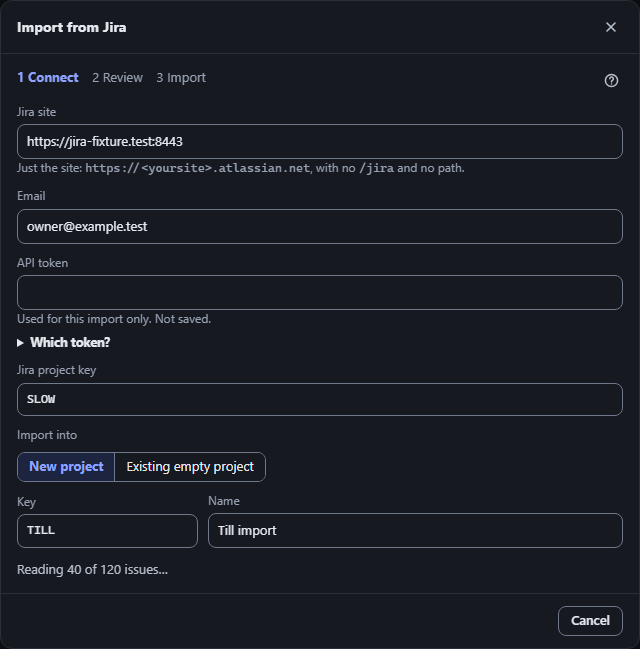 Import from Jira
1 Connect 2 Review 3 Import
Jira site
https://jira-fixture.test:8443
Just the site: https://<yoursite>.atlassian.net, with no /jira and no path.
Email
owner@example.test
API token
Used for this import only. Not saved.
Which token?
Jira project key
SLOW
Import into
New project Existing empty project
Key Name
TILL Till import
Reading 40 of 120 issues...
Cancel